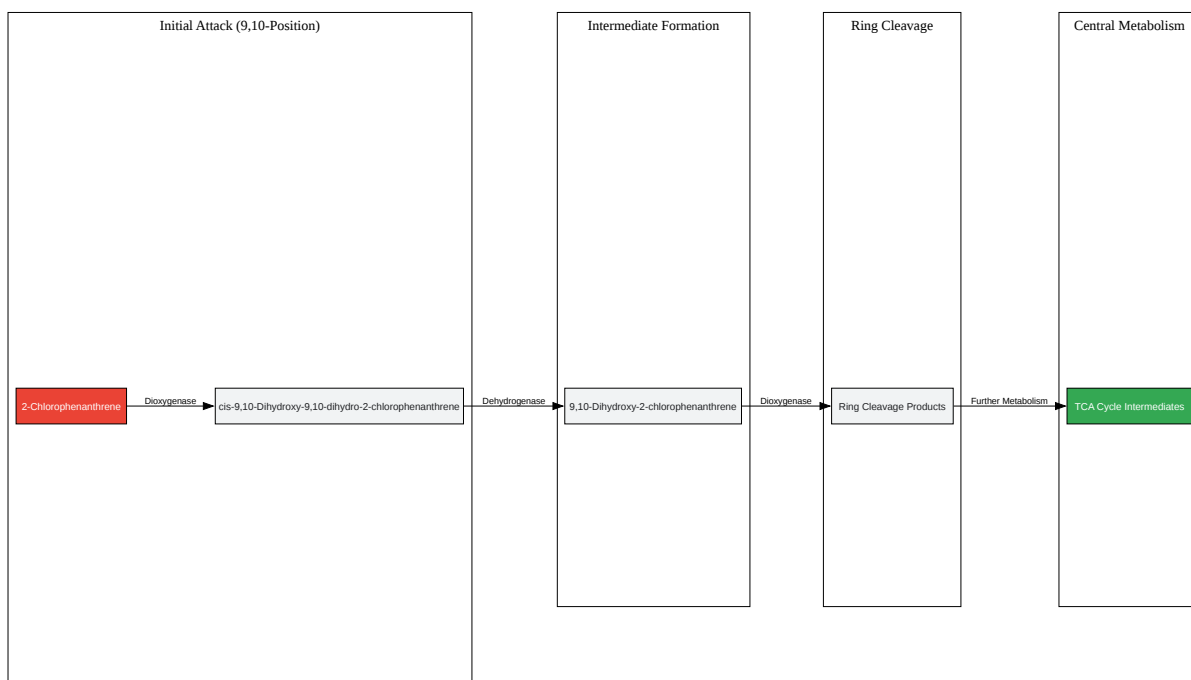 Initial Attack (9,10-Position)
Intermediate Formation
Ring Cleavage
Central Metabolism
2-Chlorophenanthrene
Dioxygenase
cis-9,10-Dihydroxy-9,10-dihydro-2-chlorophenanthrene
Dehydrogenase
9,10-Dihydroxy-2-chlorophenanthrene
Dioxygenase
Ring Cleavage Products
Further Metabolism
TCA Cycle Intermediates